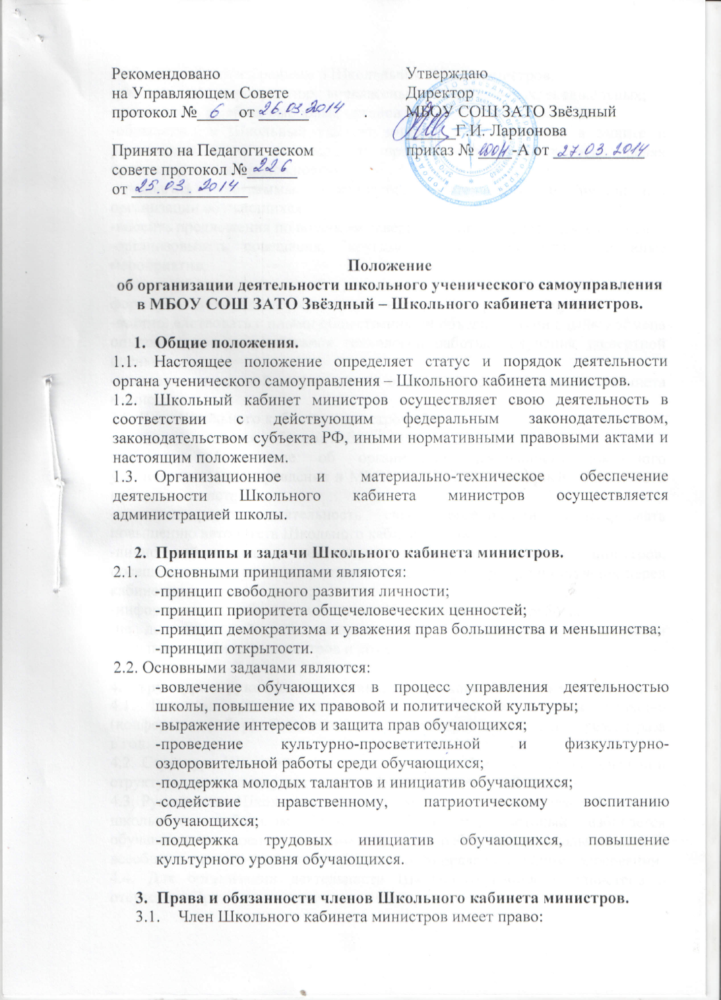 Рекомендовано
на Управляющем Совете
протокол № 6 от 26.03.2014 .
Принято на Педагогическом
совете протокол № 226
от 25.03.2014
Утверждаю
Директор
МБОУ СОШ ЗАТО Звёздный
Г.И. Ларионова
приказ № -А от 27.03.2014
Положение
об организации деятельности школьного ученического самоуправления
в МБОУ СОШ ЗАТО Звёздный – Школьного кабинета министров.
1. Общие положения.
1.1. Настоящее положение определяет статус и порядок деятельности
органа ученического самоуправления – Школьного кабинета министров.
1.2. Школьный кабинет министров осуществляет свою деятельность в
соответствии с действующим федеральным законодательством,
законодательством субъекта РФ, иными нормативными правовыми актами и
настоящим положением.
1.3. Организационное и материально-техническое обеспечение
деятельности Школьного кабинета министров осуществляется
администрацией школы.
2. Принципы и задачи Школьного кабинета министров.
2.1. Основными принципами являются:
-принцип свободного развития личности;
-принцип приоритета общечеловеческих ценностей;
-принцип демократизма и уважения прав большинства и меньшинства;
-принцип открытости.
2.2. Основными задачами являются:
-вовлечение обучающихся в процесс управления деятельностью
школы, повышение их правовой и политической культуры;
-выражение интересов и защита прав обучающихся;
-проведение культурно-просветительной и физкультурно-
оздоровительной работы среди обучающихся;
-поддержка молодых талантов и инициатив обучающихся;
-содействие нравственному, патриотическому воспитанию
обучающихся;
-поддержка трудовых инициатив обучающихся, повышение
культурного уровня обучающихся.
3. Права и обязанности членов Школьного кабинета министров.
3.1. Член Школьного кабинета министров имеет право: